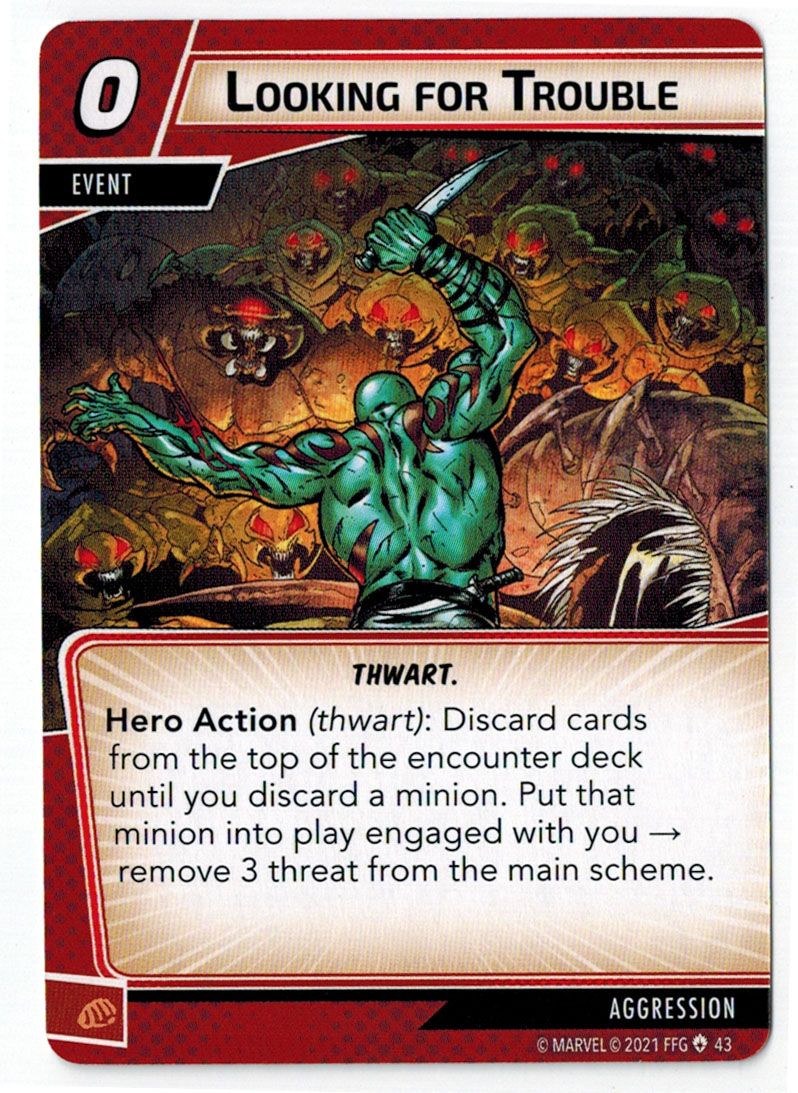 0
LOOKING FOR TROUBLE
EVENT
THWART.
Hero Action (thwart): Discard cards
from the top of the encounter deck
until you discard a minion. Put that
minion into play engaged with you →
remove 3 threat from the main scheme.
AGGRESSION
© MARVEL © 2021 FFG 43